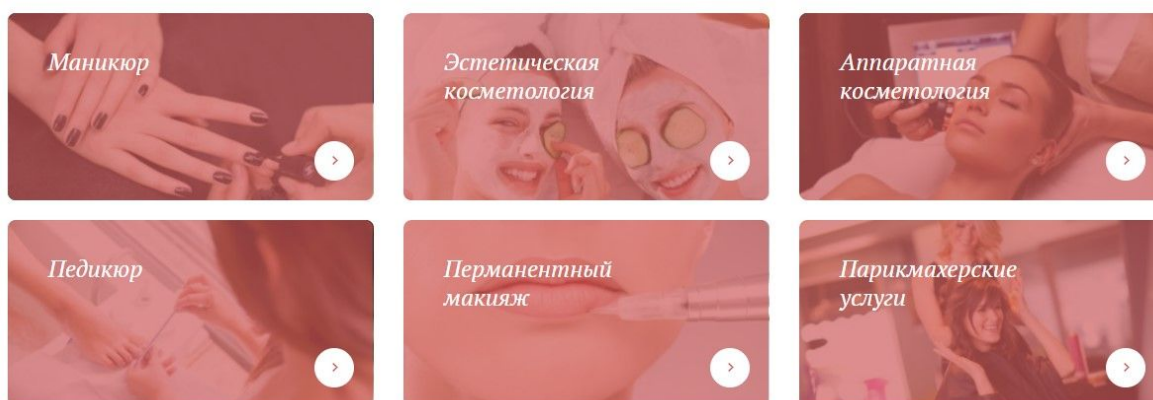 Маникюр
Эстетическая
косметология
Аппаратная
косметология
Педикюр
Перманентный
макияж
Парикмахерские
услуги